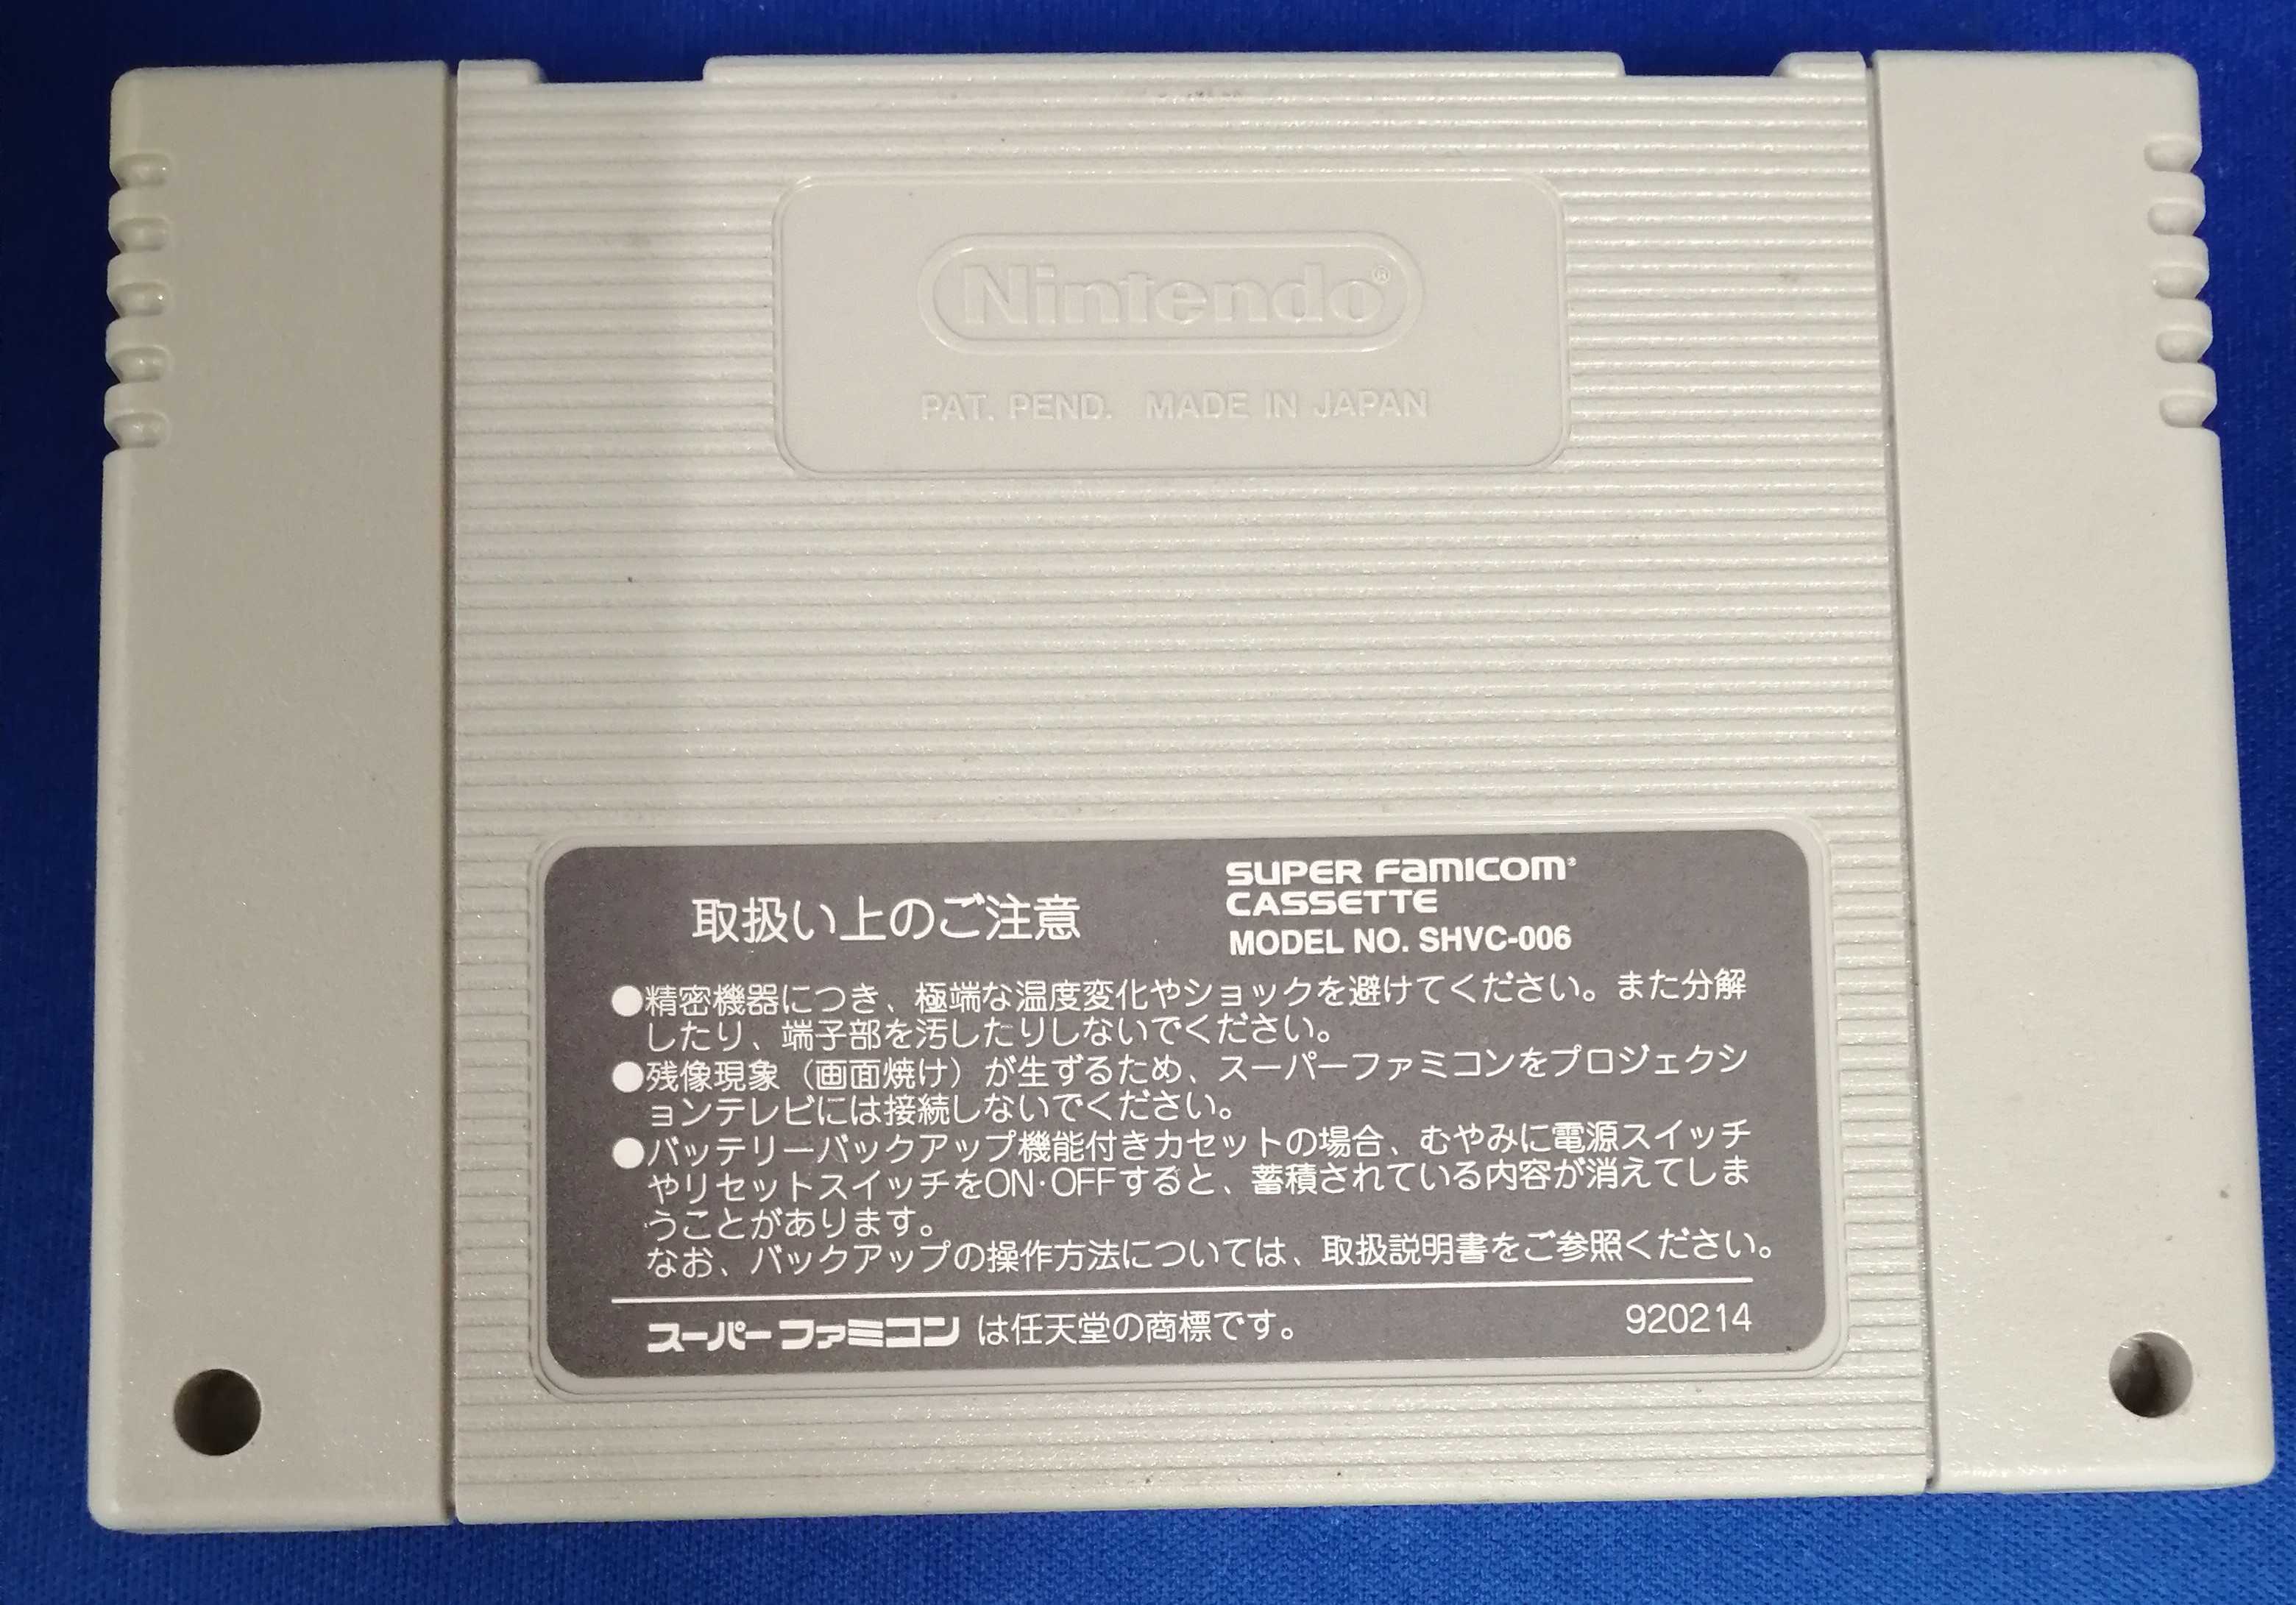 Nintendo®
PAT. PEND. MADE IN JAPAN
取扱い上のご注意
SUPER FAMICOM®
CASSETTE
MODEL NO. SHVC-006
●精密機器につき、極端な温度変化やショックを避けてください。また分解
したり、端子部を汚したりしないでください。
●残像現象（画面焼け）が生ずるため、スーパーファミコンをプロジェクシ
ョンテレビには接続しないでください。
●バッテリーバックアップ機能付きカセットの場合、むやみに電源スイッチ
やリセットスイッチをON・OFFすると、蓄積されている内容が消えてしま
うことがあります。
なお、バックアップの操作方法については、取扱説明書をご参照ください。
スーパーファミコン は任天堂の商標です。 920214